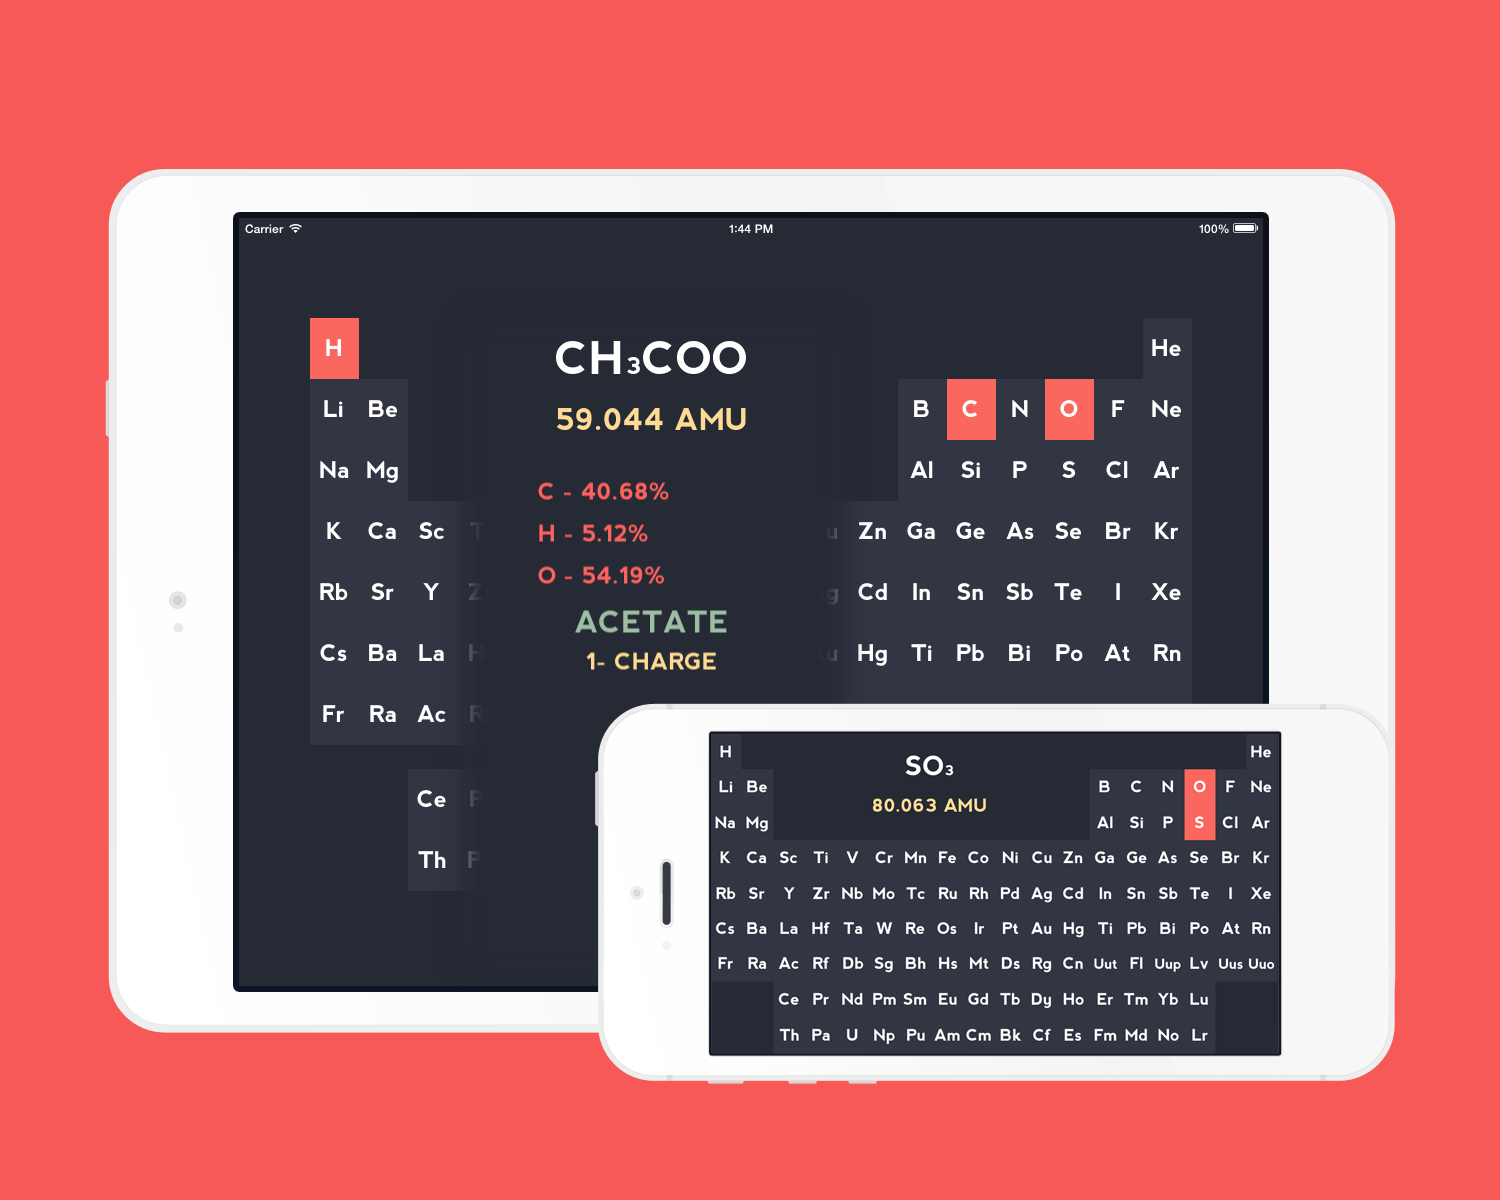 Carrier 1:44 PM 100%
H He
CH₃COO
Li Be B C N O F Ne
59.044 AMU
Na Mg Al Si P S Cl Ar
C - 40.68%
K Ca Sc Zn Ga Ge As Se Br Kr
H - 5.12%
O - 54.19%
Rb Sr Y Cd In Sn Sb Te I Xe
ACETATE
Cs Ba La Hg Ti Pb Bi Po At Rn
1- CHARGE
Fr Ra Ac
Ce
Th
H He
SO₃
Li Be B C N O F Ne
80.063 AMU
Na Mg Al Si P S Cl Ar
K Ca Sc Ti V Cr Mn Fe Co Ni Cu Zn Ga Ge As Se Br Kr
Rb Sr Y Zr Nb Mo Tc Ru Rh Pd Ag Cd In Sn Sb Te I Xe
Cs Ba La Hf Ta W Re Os Ir Pt Au Hg Ti Pb Bi Po At Rn
Fr Ra Ac Rf Db Sg Bh Hs Mt Ds Rg Cn Uut Fl Uup Lv Uus Uuo
Ce Pr Nd Pm Sm Eu Gd Tb Dy Ho Er Tm Yb Lu
Th Pa U Np Pu Am Cm Bk Cf Es Fm Md No Lr